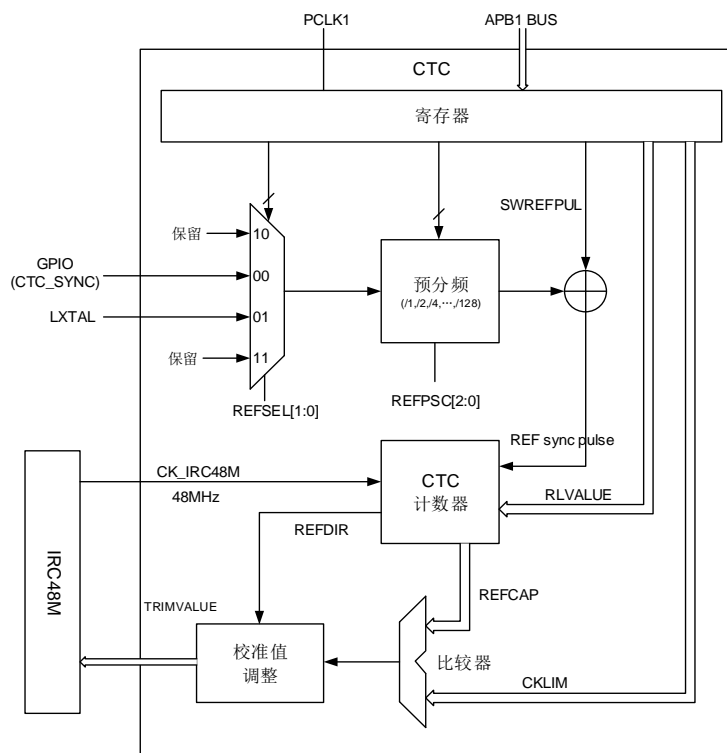 PCLK1
APB1 BUS
CTC
寄存器
SWREFPUL
保留
10
GPIO
(CTC_SYNC)
00
预分频
(/1,/2,/4,…,/128)
LXTAL
01
保留
11
REFSEL[1:0]
REFPSC[2:0]
REF sync pulse
CK_IRC48M
48MHz
CTC
计数器
RLVALUE
REFDIR
IRC48M
REFCAP
TRIMVALUE
校准值
调整
比较器
CKLIM